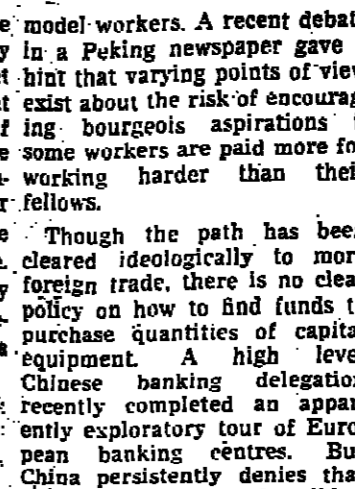 model workers. A recent debat
in a Peking newspaper gave
hint that varying points of view
exist about the risk of encourag
ing bourgeois aspirations
some workers are paid more fo
working harder than thei
fellows.
Though the path has bee
cleared ideologically to mor
foreign trade, there is no clea
policy on how to find funds t
purchase quantities of capita
equipment. A high leve
Chinese banking delegation
recently completed an appar
ently exploratory tour of Euro
pean banking centres. Bu
China persistently denies tha